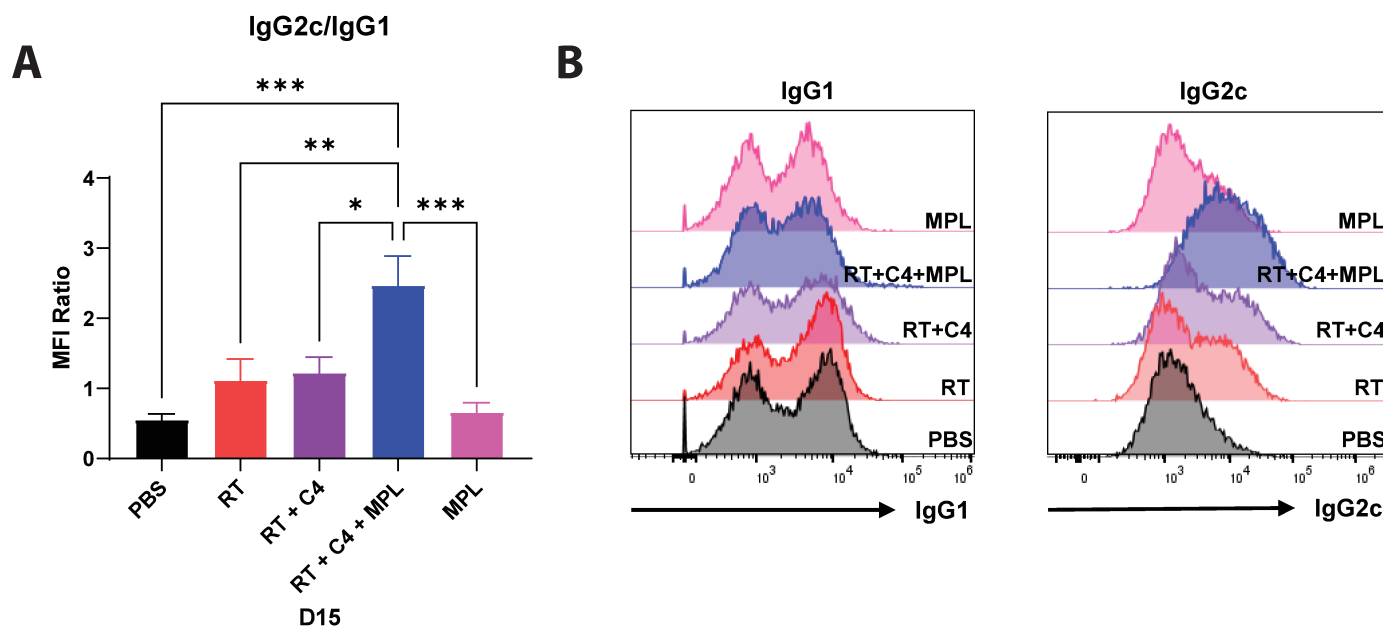 IgG2c/IgG1
A
***
**
*
***
MFI Ratio
4
3
2
1
0
PBS
RT
RT + C4
RT + C4 + MPL
MPL
D15
B
IgG1
MPL
RT+C4+MPL
RT+C4
RT
PBS
0 10³ 10⁴ 10⁵ 10⁶
IgG1
IgG2c
MPL
RT+C4+MPL
RT+C4
RT
PBS
0 10³ 10⁴ 10⁵ 10⁶
IgG2c